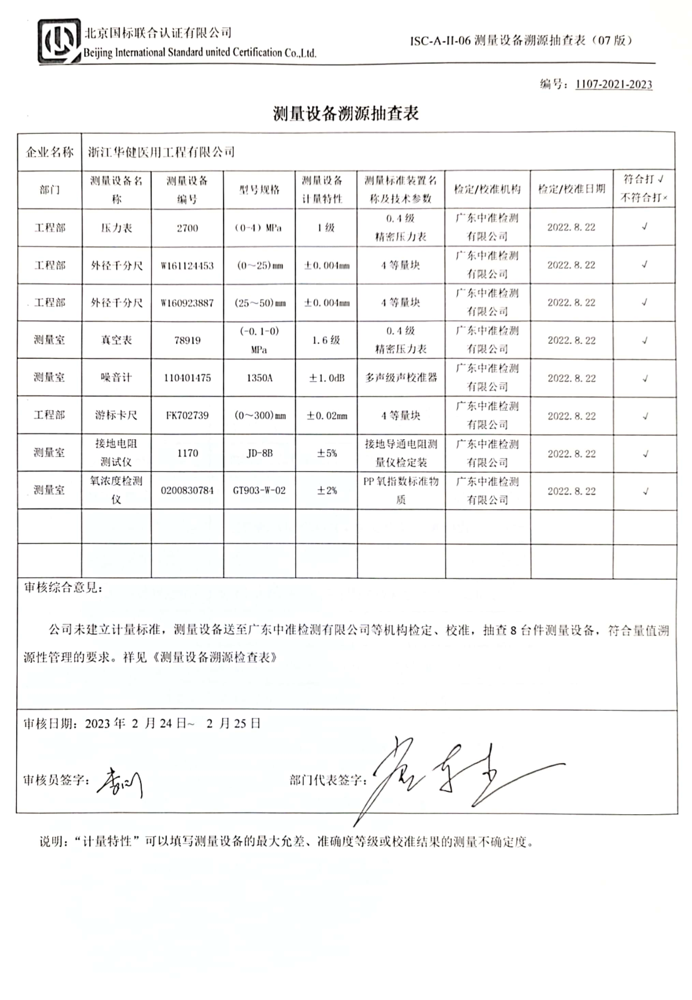 北京国标联合认证有限公司
Beijing International Standard united Certification Co.,Ltd.
ISC-A-II-06 测量设备溯源抽查表（07 版）
编号：1107-2021-2023
测量设备溯源抽查表
企业名称 浙江华健医用工程有限公司
部门 测量设备名称 测量设备编号 型号规格 测量设备计量特性 测量标准装置名称及技术参数 检定/校准机构 检定/校准日期 符合打√不符合打×
工程部 压力表 2700 （0-4）MPa 1 级 0.4 级精密压力表 广东中准检测有限公司 2022.8.22 √
工程部 外径千分尺 W161124453 (0～25)mm ±0.004mm 4 等量块 广东中准检测有限公司 2022.8.22 √
工程部 外径千分尺 W160923887 (25～50)mm ±0.004mm 4 等量块 广东中准检测有限公司 2022.8.22 √
测量室 真空表 78919 (-0.1-0) MPa 1.6 级 0.4 级精密压力表 广东中准检测有限公司 2022.8.22 √
测量室 噪音计 110401475 1350A ±1.0dB 多声级声校准器 广东中准检测有限公司 2022.8.22 √
工程部 游标卡尺 FK702739 (0～300)mm ±0.02mm 4 等量块 广东中准检测有限公司 2022.8.22 √
测量室 接地电阻测试仪 1170 JD-8B ±5% 接地导通电阻测量仪检定装 广东中准检测有限公司 2022.8.22 √
测量室 氧浓度检测仪 0200830784 GT903-W-02 ±2% PP 氧指数标准物质 广东中准检测有限公司 2022.8.22 √
审核综合意见：
公司未建立计量标准，测量设备送至广东中准检测有限公司等机构检定、校准，抽查 8 台件测量设备，符合量值溯
源性管理的要求。祥见《测量设备溯源检查表》
审核日期：2023 年 2 月 24 日~ 2 月 25 日
审核员签字：
部门代表签字：
说明：“计量特性”可以填写测量设备的最大允差、准确度等级或校准结果的测量不确定度。